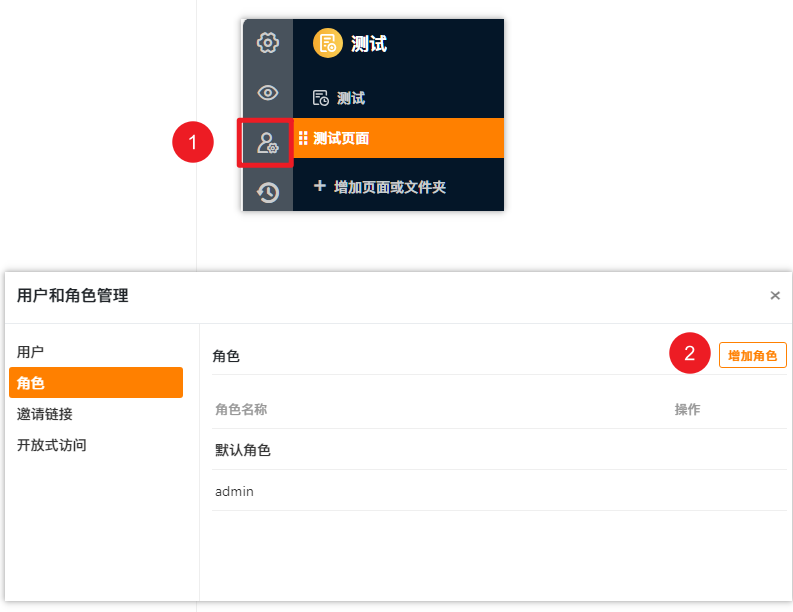 测试
测试
1
测试页面
增加页面或文件夹
用户和角色管理
用户
角色
邀请链接
开放式访问
角色
2
增加角色
角色名称
操作
默认角色
admin